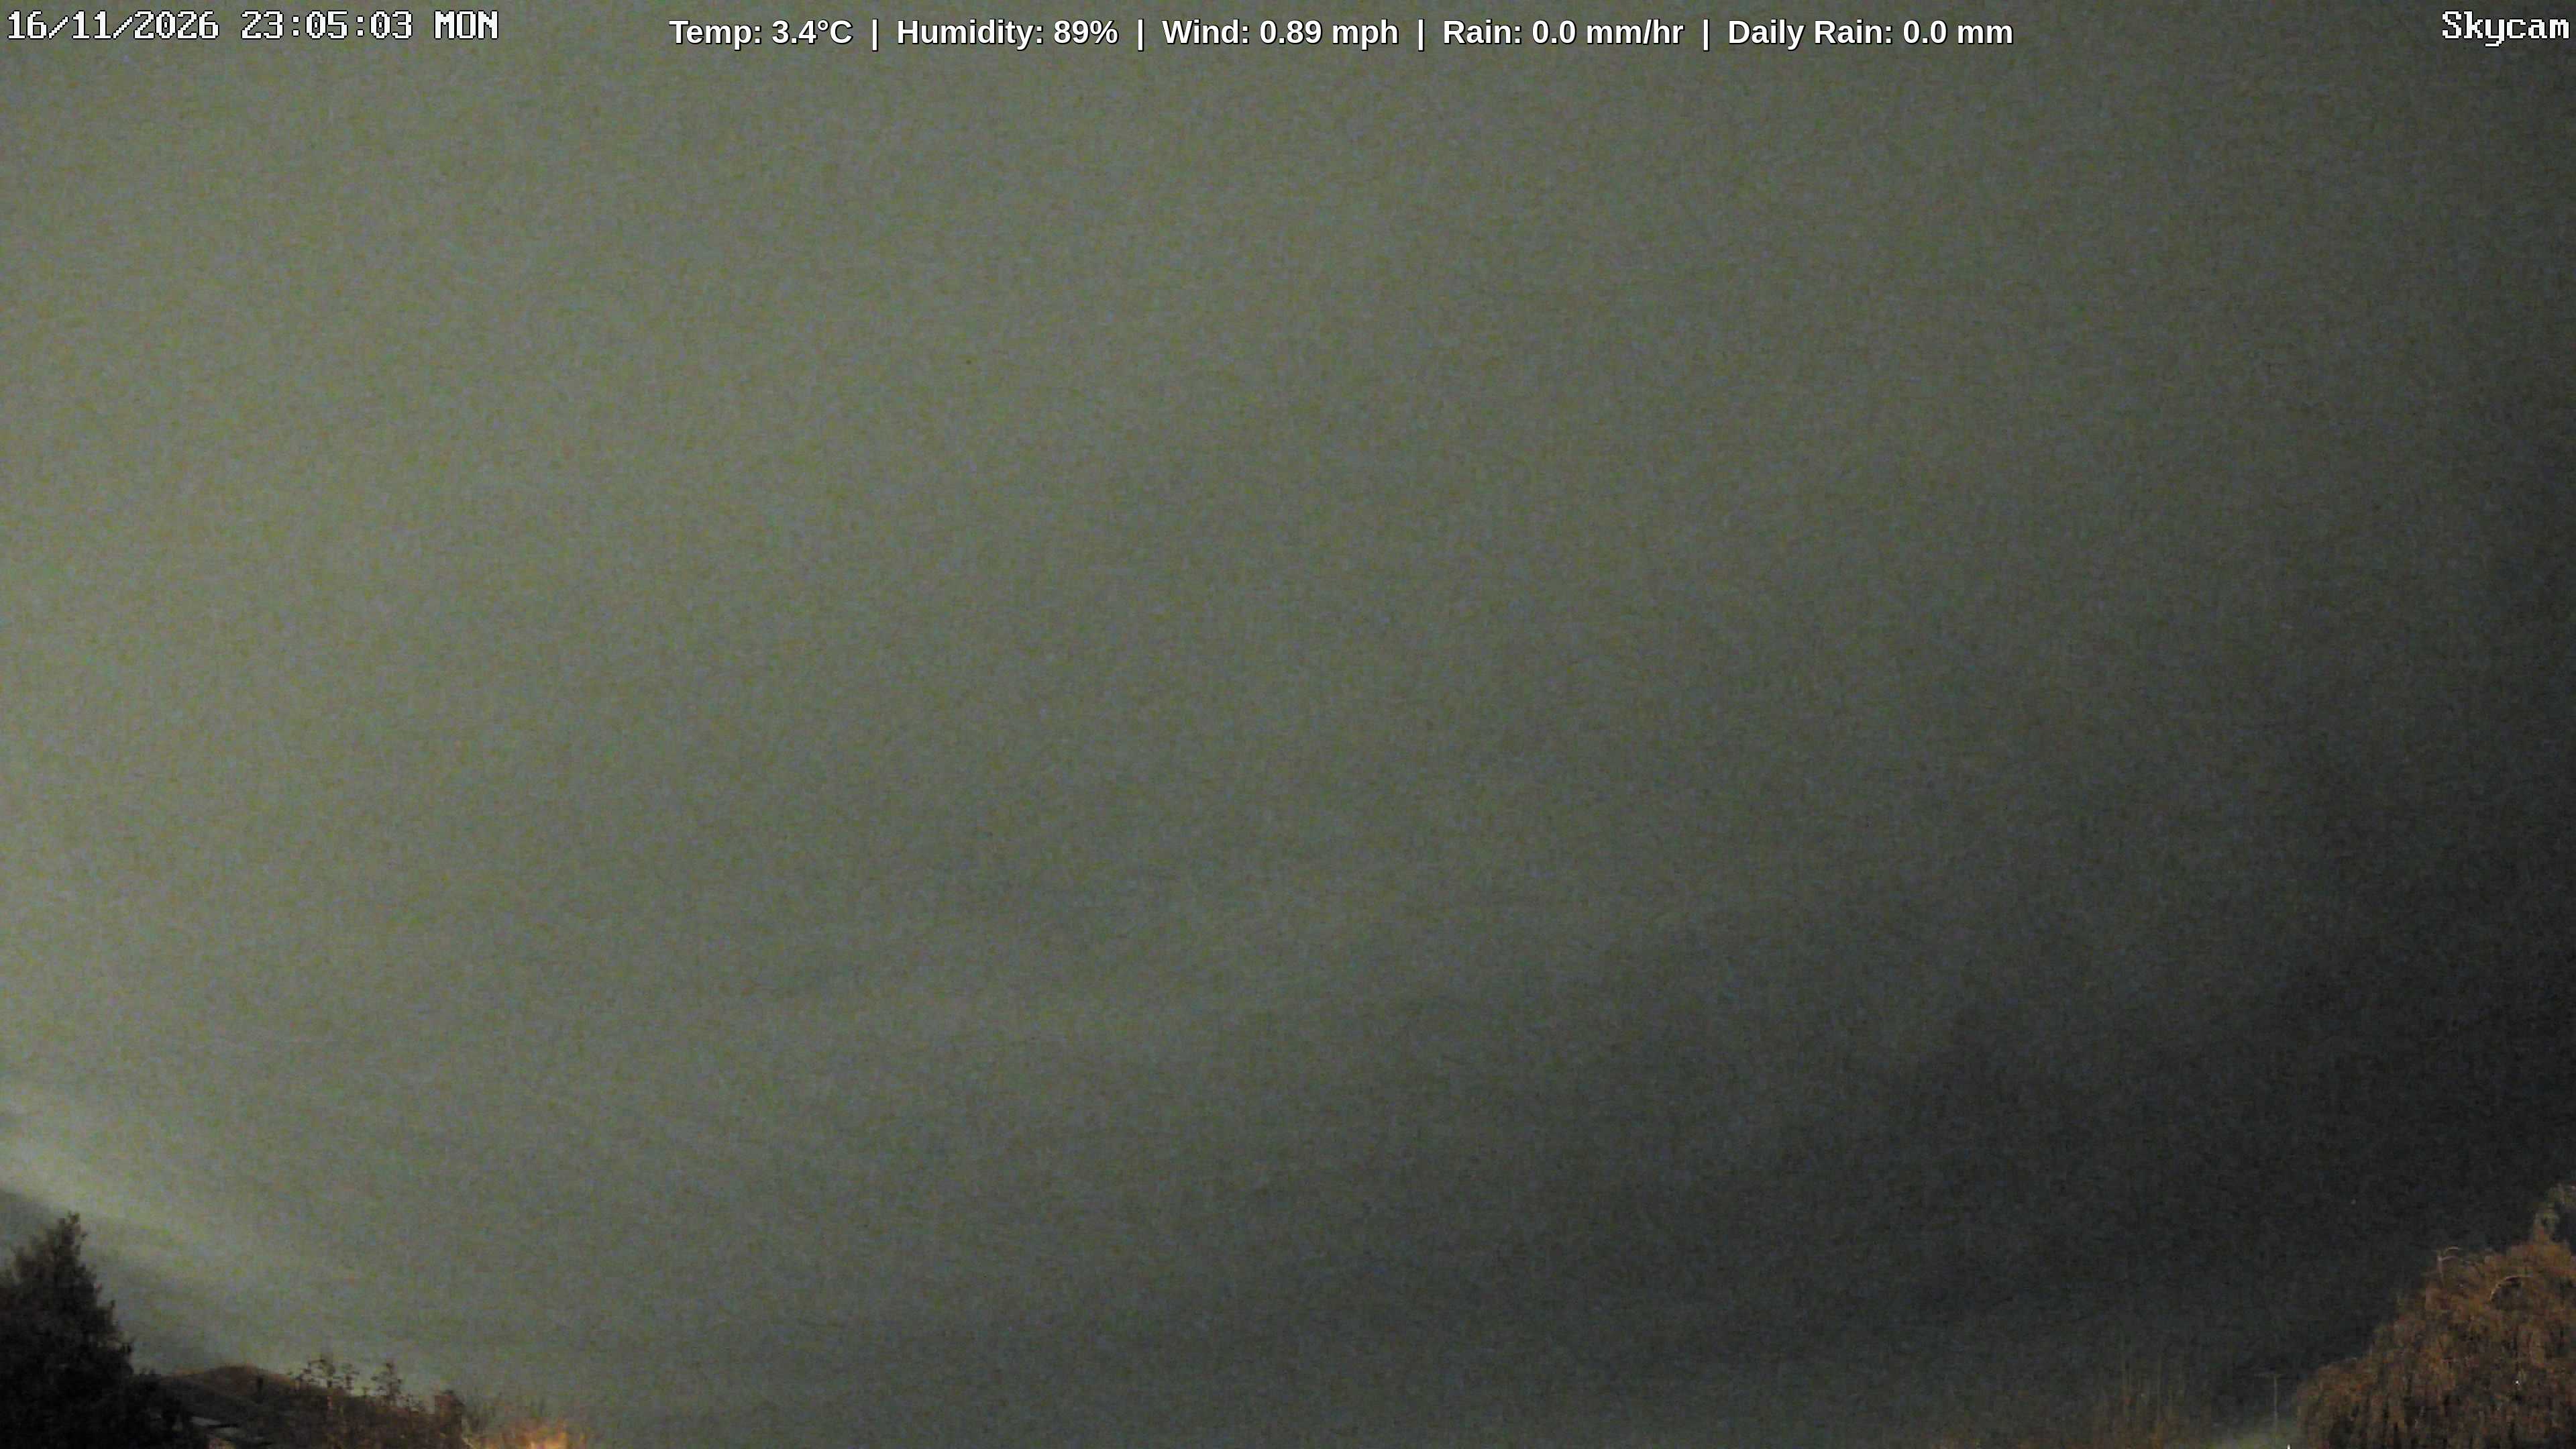 16/11/2026 23:05:03 MON
Temp: 3.4°C | Humidity: 89% | Wind: 0.89 mph | Rain: 0.0 mm/hr | Daily Rain: 0.0 mm
Skycam